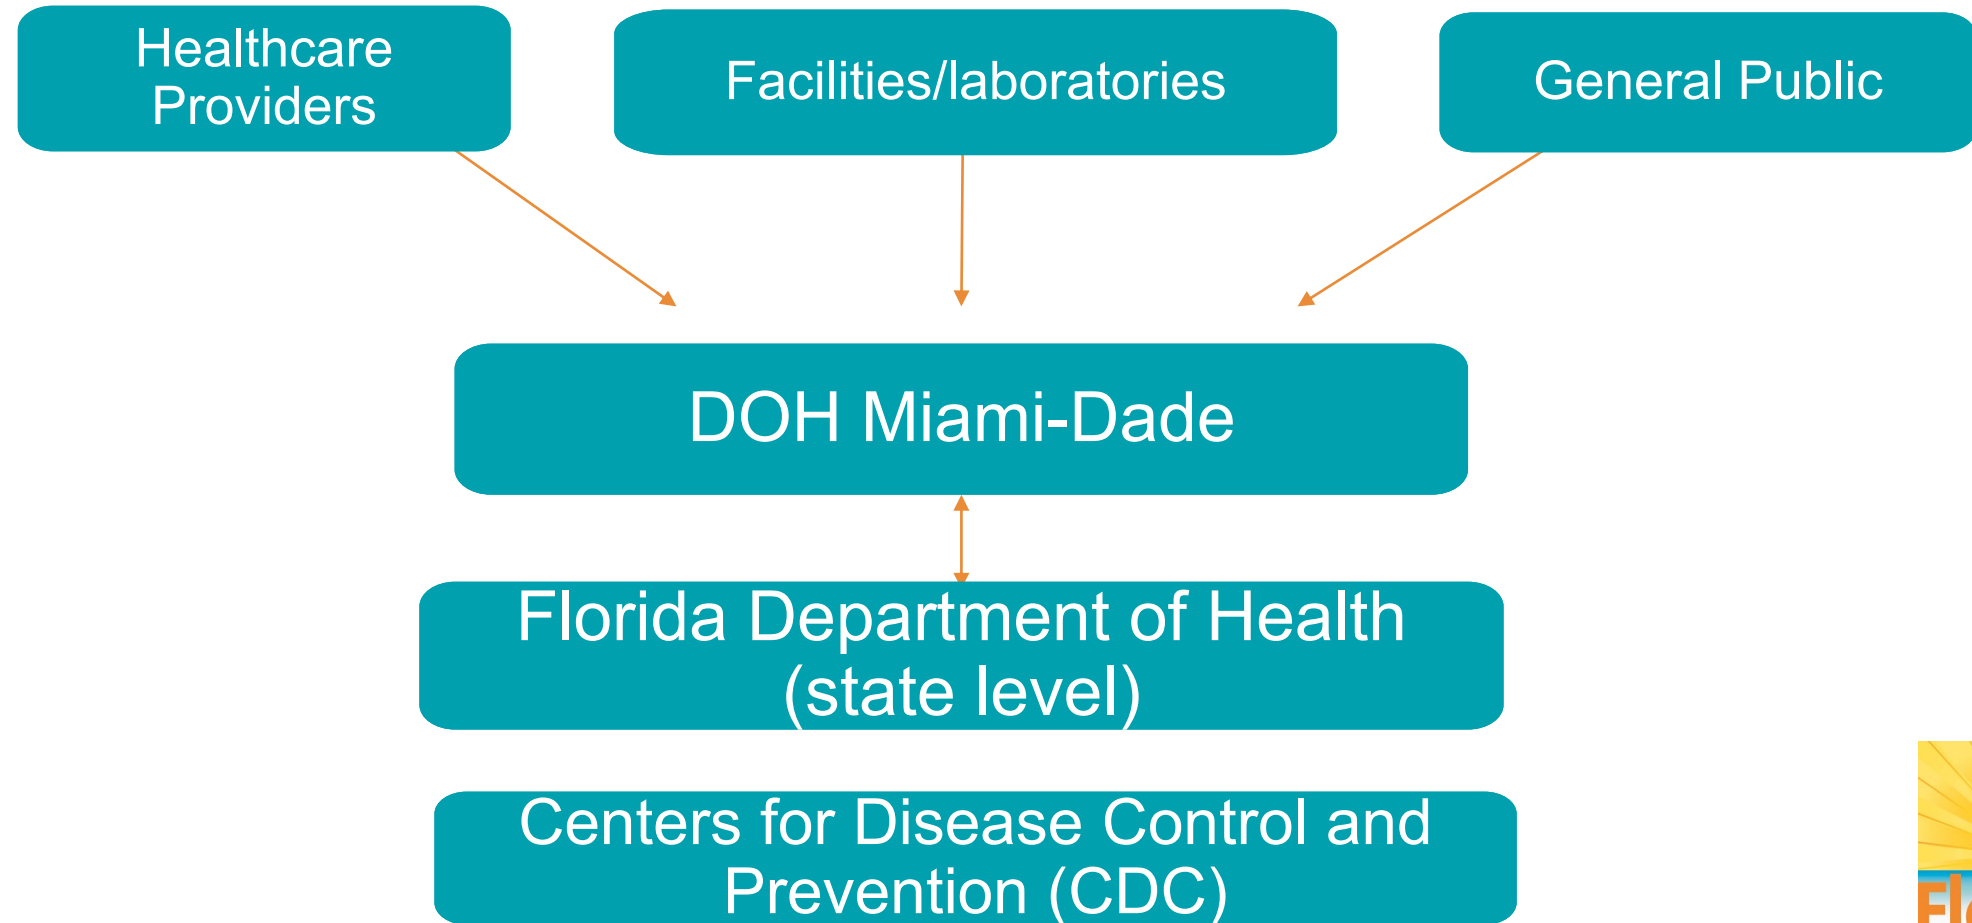 Healthcare
Providers
Facilities/laboratories
General Public
DOH Miami-Dade
Florida Department of Health
(state level)
Centers for Disease Control and
Prevention (CDC)